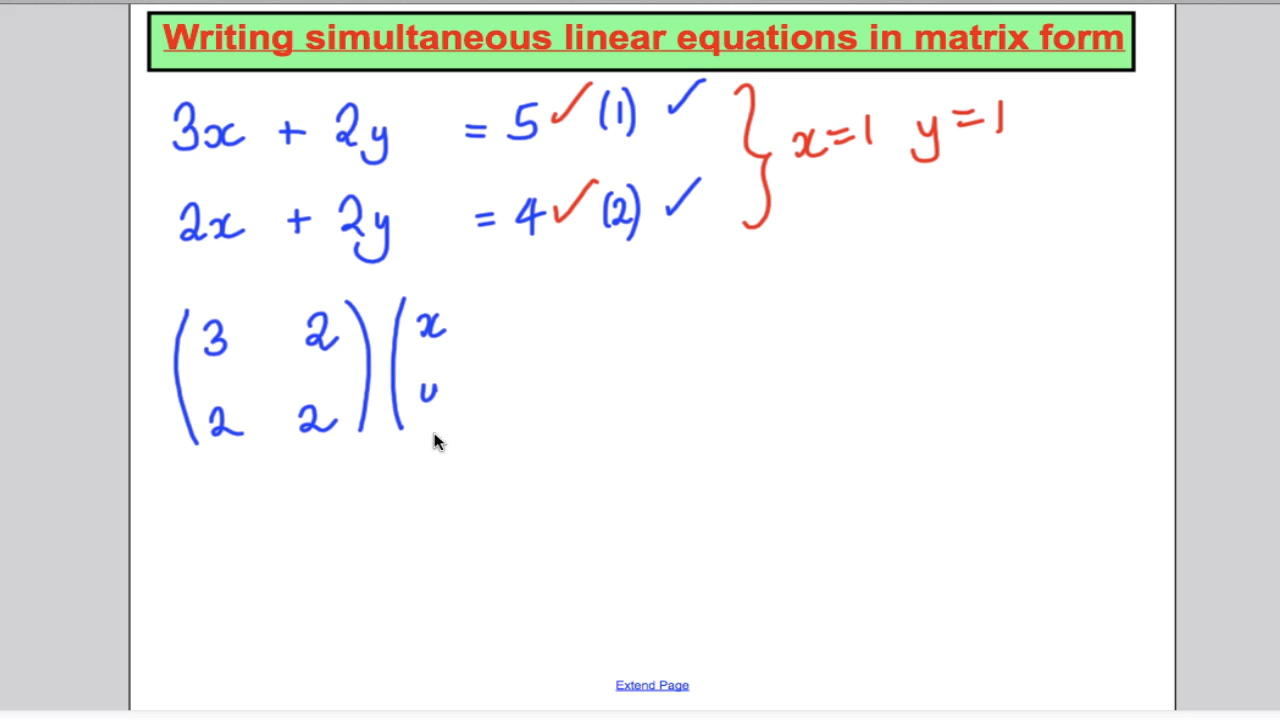 Writing simultaneous linear equations in matrix form
3x + 2y = 5 ✓ (1) ✓ } x=1 y=1
2x + 2y = 4 ✓ (2) ✓
( 3 2 ) ( x
2 2
Extend Page